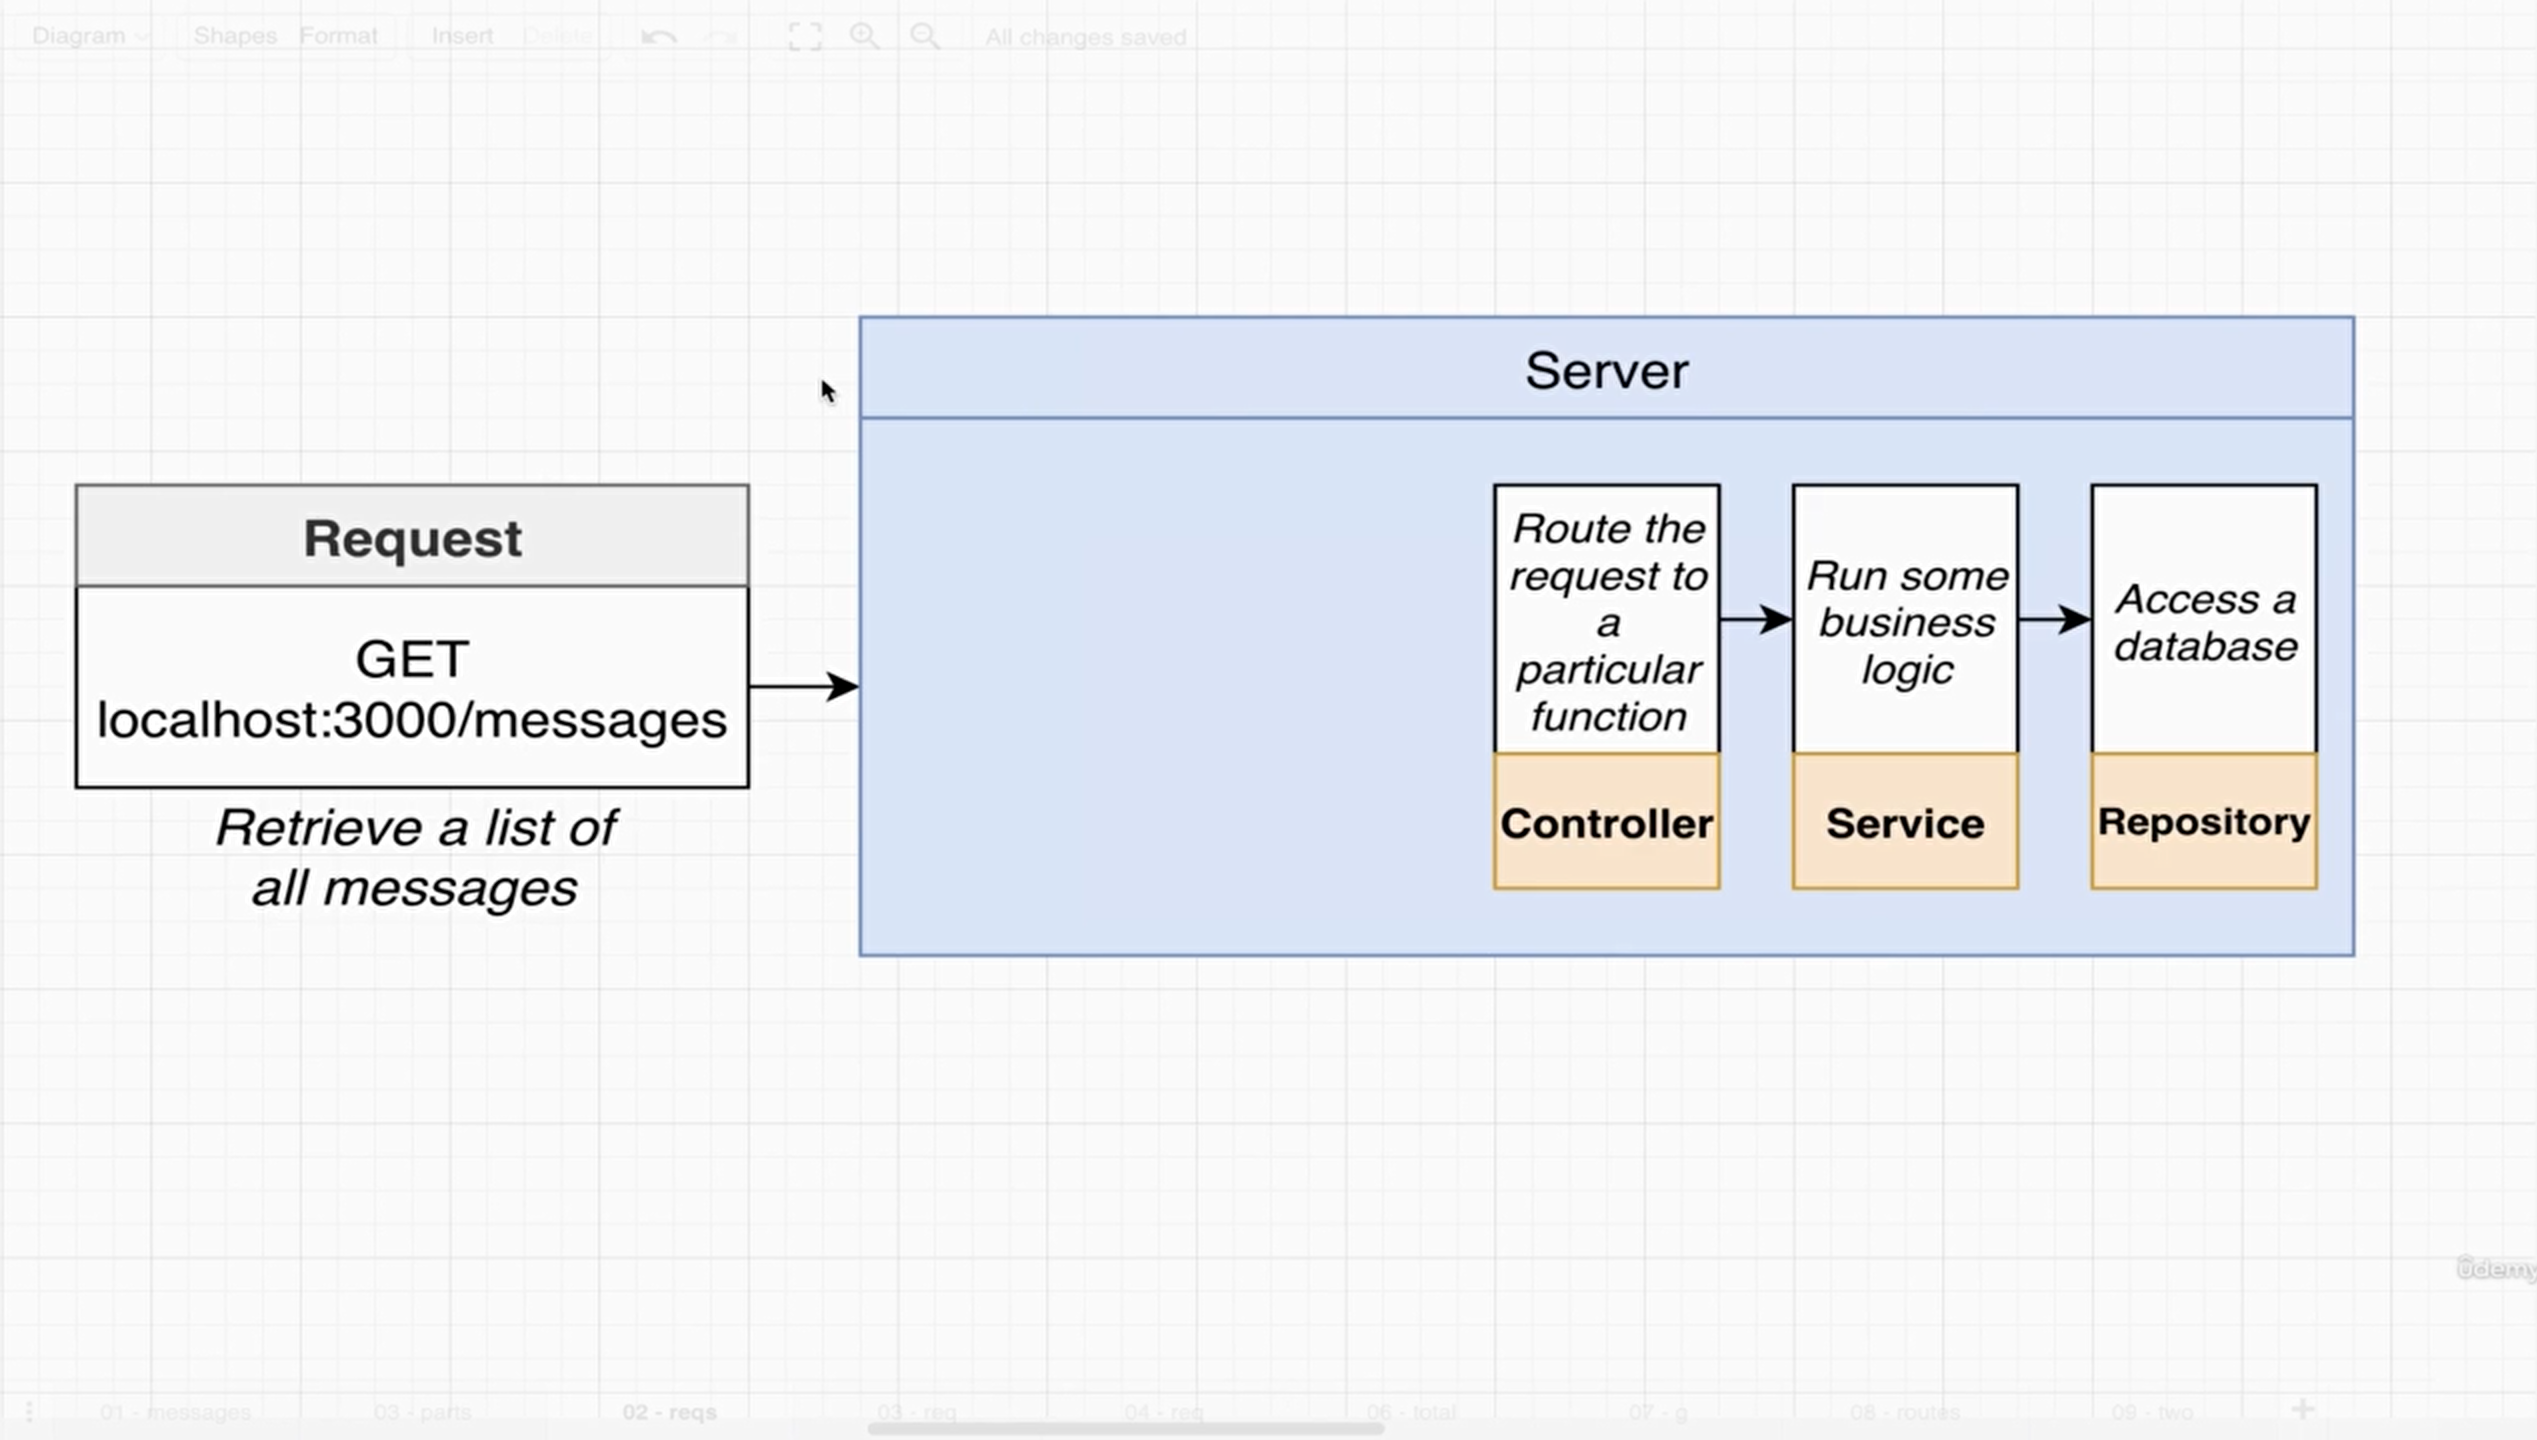 Diagram
Shapes
Format
Insert
Delete
All changes saved
Server
Request
GET
localhost:3000/messages
Retrieve a list of
all messages
Route the
request to
a
particular
function
Controller
Run some
business
logic
Service
Access a
database
Repository
ûdemy
01 - messages
03 - parts
02 - reqs
03 - req
04 - req
06 - total
07 - g
08 - routes
09 - two